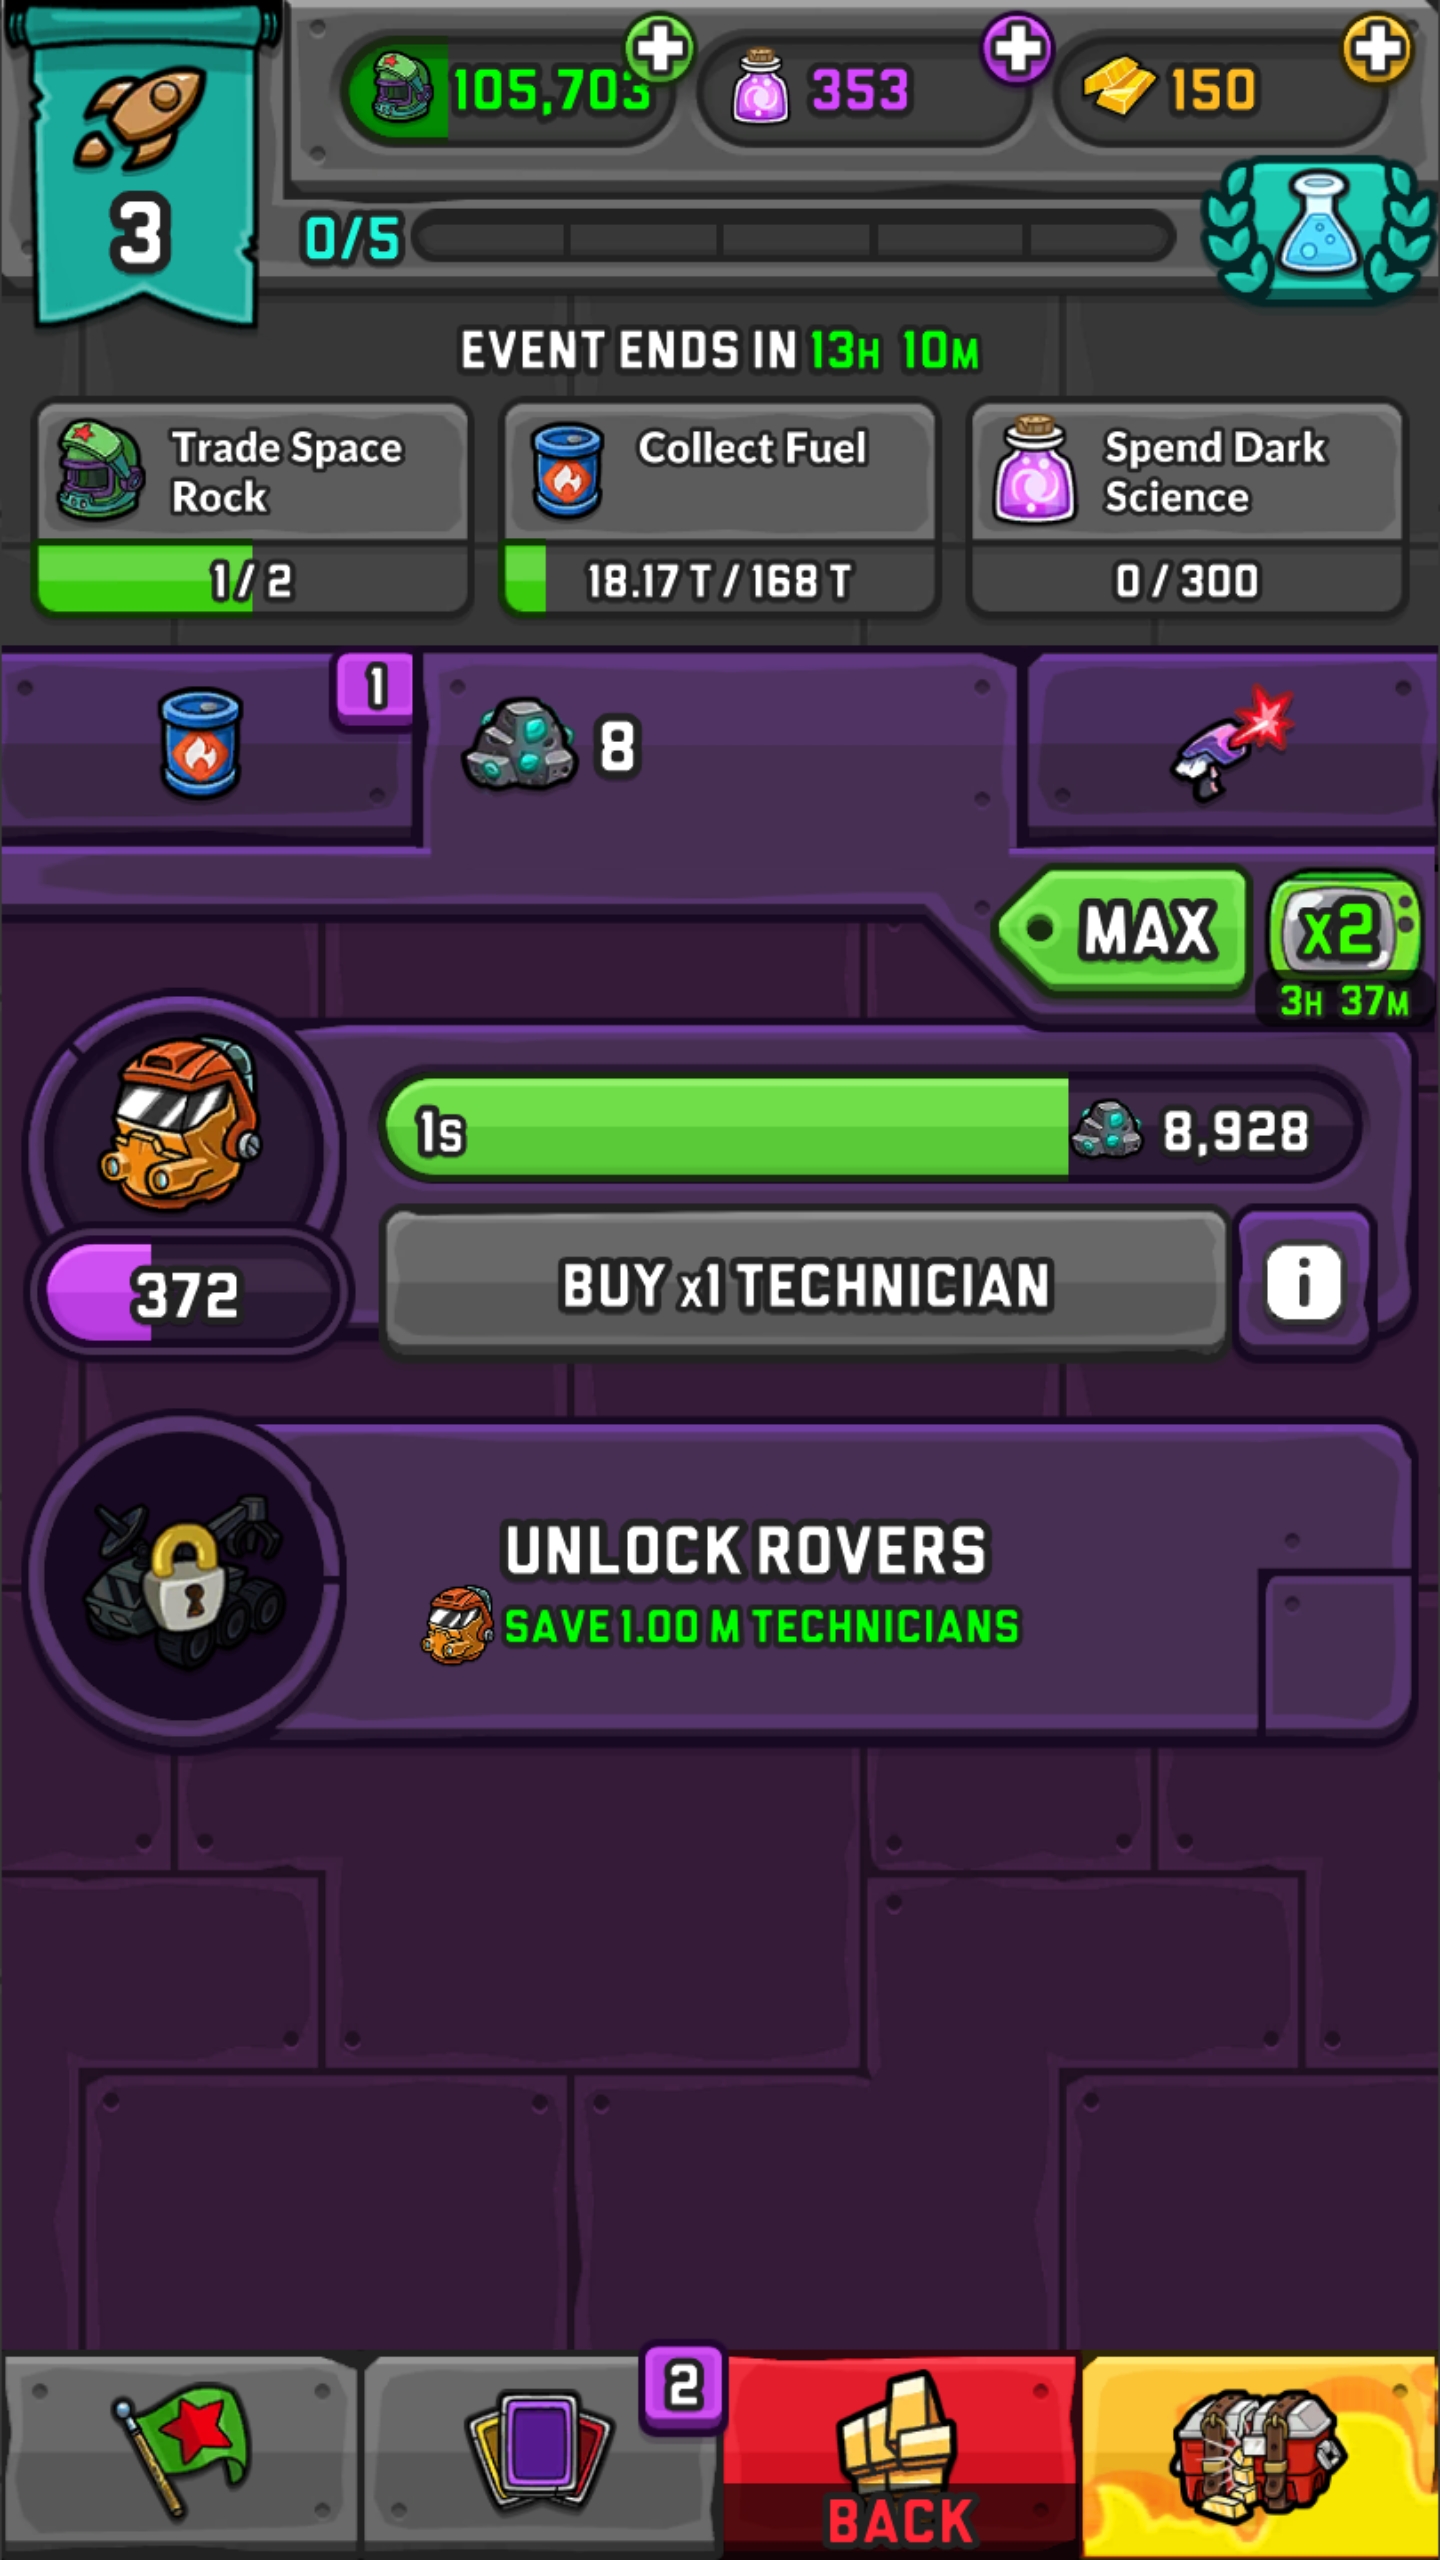 105,703
353
150
3
0/5
EVENT ENDS IN 13H 10M
Trade Space
Rock
1 / 2
Collect Fuel
18.17 T / 168 T
Spend Dark
Science
0 / 300
1
8
MAX
x2
3H 37M
1s
8,928
372
BUY x1 TECHNICIAN
i
UNLOCK ROVERS
SAVE 1.00 M TECHNICIANS
2
BACK